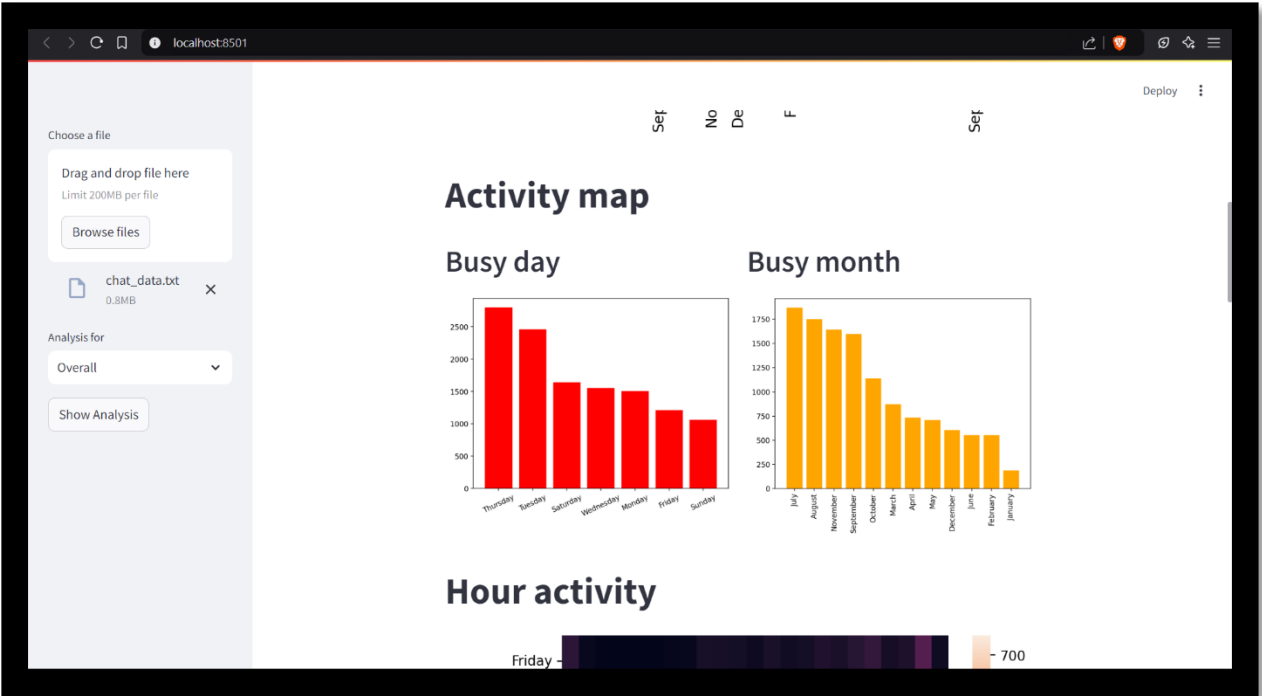 localhost:8501
Deploy
Choose a file
Drag and drop file here
Limit 200MB per file
Browse files
chat_data.txt
0.8MB
Analysis for
Overall
Show Analysis
Sep No De F Sep
Activity map
Busy day
2500
2000
1500
1000
500
0
Thursday Tuesday Saturday Wednesday Monday Friday Sunday
Busy month
1750
1500
1250
1000
750
500
250
0
July August November September October March April May December June February January
Hour activity
Friday
700